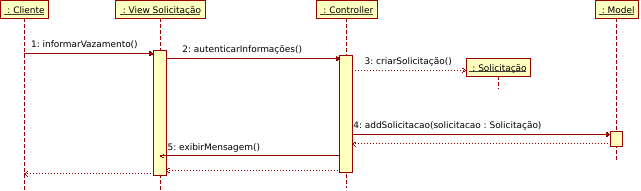 : Cliente
: View Solicitação
: Controller
: Model
1: informarVazamento()
2: autenticarInformações()
3: criarSolicitação()
: Solicitação
4: addSolicitacao(solicitacao : Solicitação)
5: exibirMensagem()